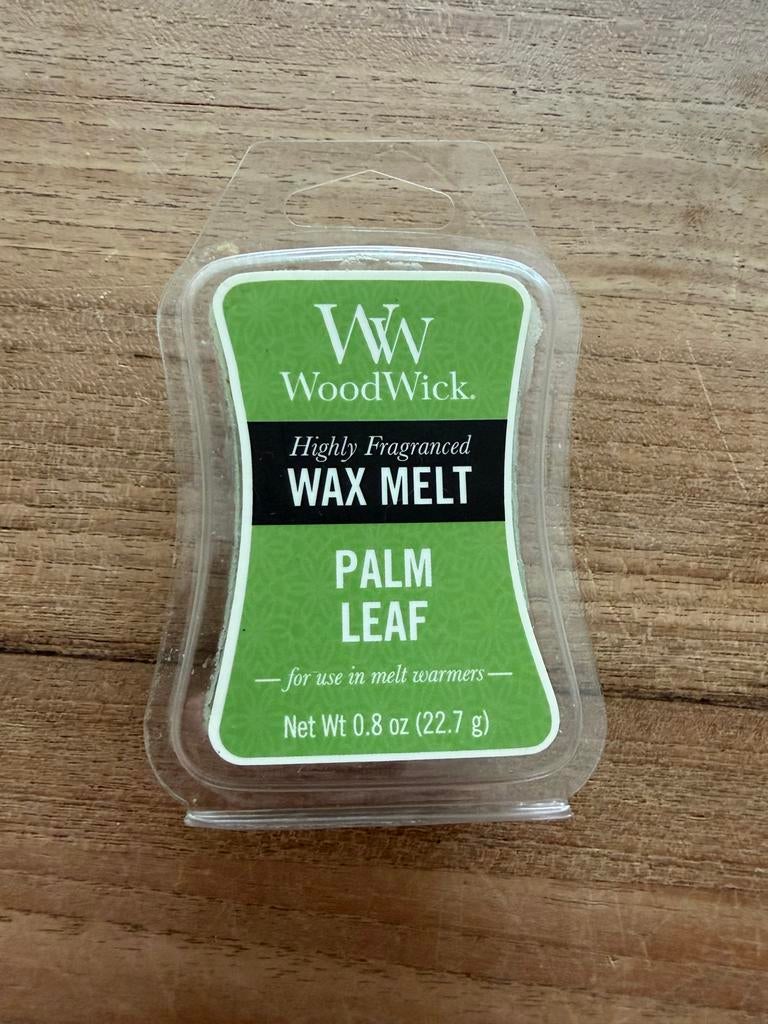 WW
WoodWick.
Highly Fragranced
WAX MELT
PALM
LEAF
for use in melt warmers
Net Wt 0.8 oz (22.7 g)